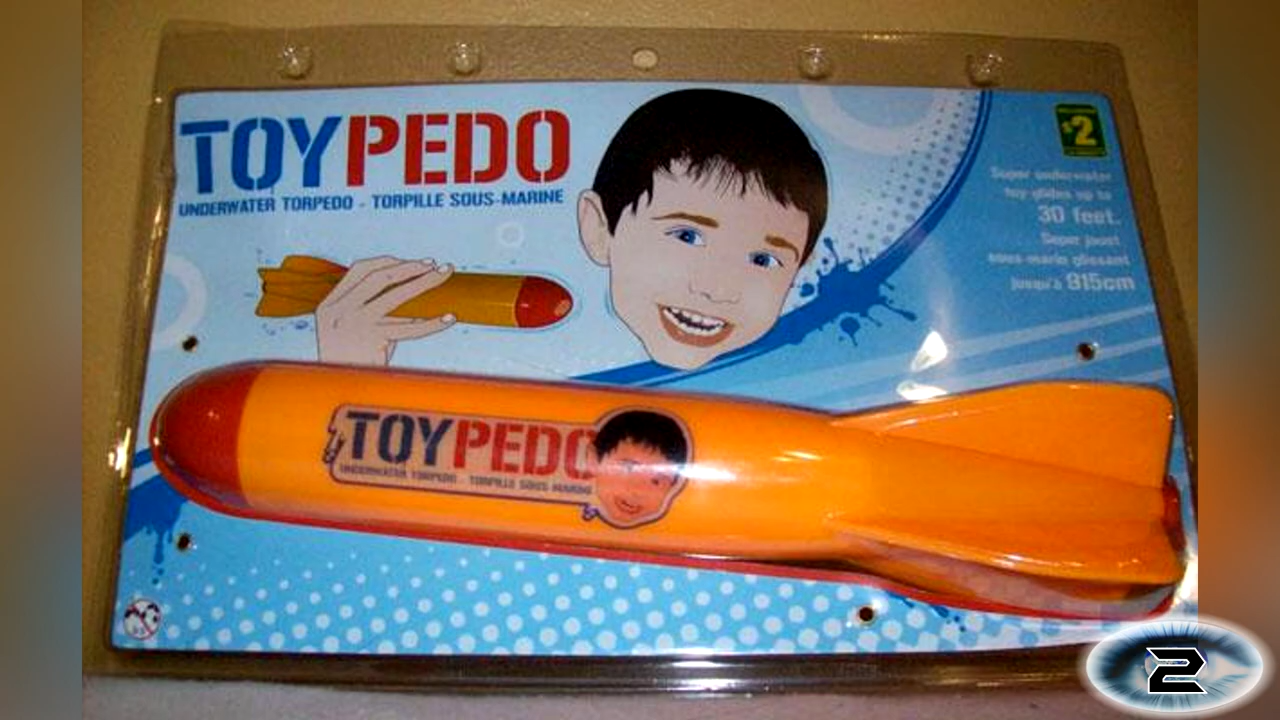 TOYPEDO
UNDERWATER TORPEDO - TORPILLE SOUS-MARINE
$2
Super underwater
toy glides up to
30 feet.
Super jouet
sous-marin glissant
jusqu'à 915cm
TOYPEDO
UNDERWATER TORPEDO - TORPILLE SOUS-MARINE
2